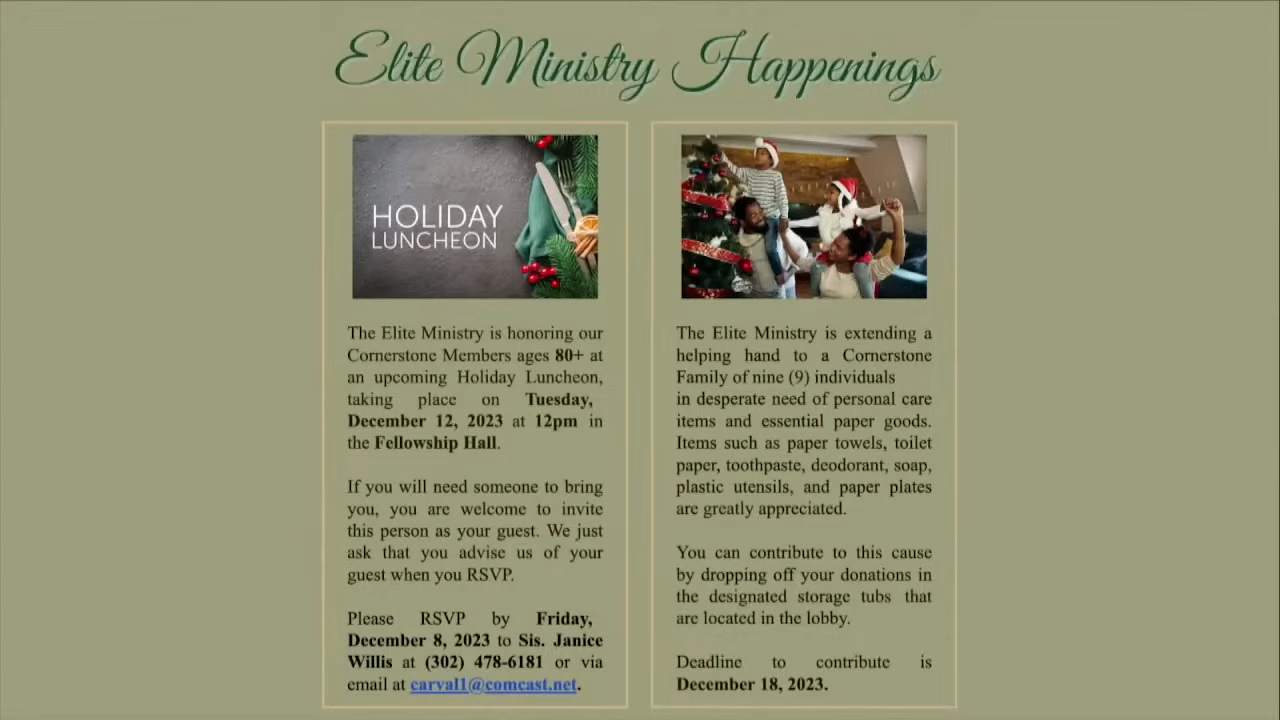 Elite Ministry Happenings
HOLIDAY
LUNCHEON
The Elite Ministry is honoring our
Cornerstone Members ages 80+ at
an upcoming Holiday Luncheon,
taking place on Tuesday,
December 12, 2023 at 12pm in
the Fellowship Hall.
If you will need someone to bring
you, you are welcome to invite
this person as your guest. We just
ask that you advise us of your
guest when you RSVP.
Please RSVP by Friday,
December 8, 2023 to Sis. Janice
Willis at (302) 478-6181 or via
email at carval1@comcast.net.
The Elite Ministry is extending a
helping hand to a Cornerstone
Family of nine (9) individuals
in desperate need of personal care
items and essential paper goods.
Items such as paper towels, toilet
paper, toothpaste, deodorant, soap,
plastic utensils, and paper plates
are greatly appreciated.
You can contribute to this cause
by dropping off your donations in
the designated storage tubs that
are located in the lobby.
Deadline to contribute is
December 18, 2023.